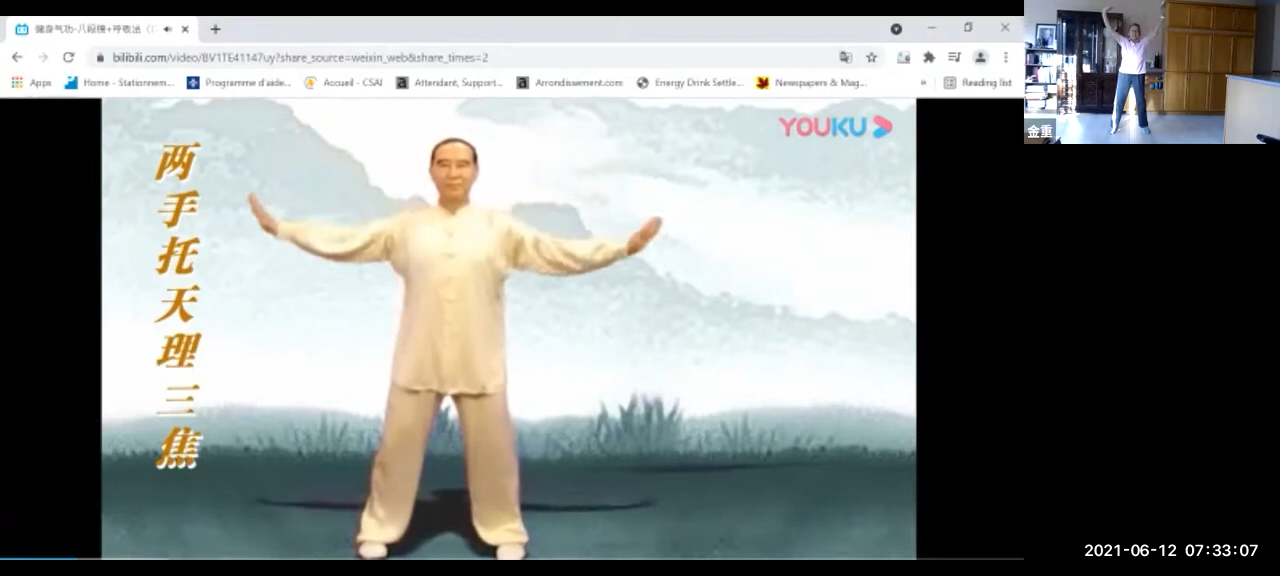 健身气功-八段锦+呼吸法（
bilibili.com/video/BV1TE41147uy?share_source=weixin_web&share_times=2
Apps
Home - Stationnem...
Programme d'aide...
Accueil - CSAI
Attendant, Support...
Arrondissement.com
Energy Drink Settle...
Newspapers & Mag...
»
Reading list
YOUKU
两手托天理三焦
金重
2021-06-12 07:33:07